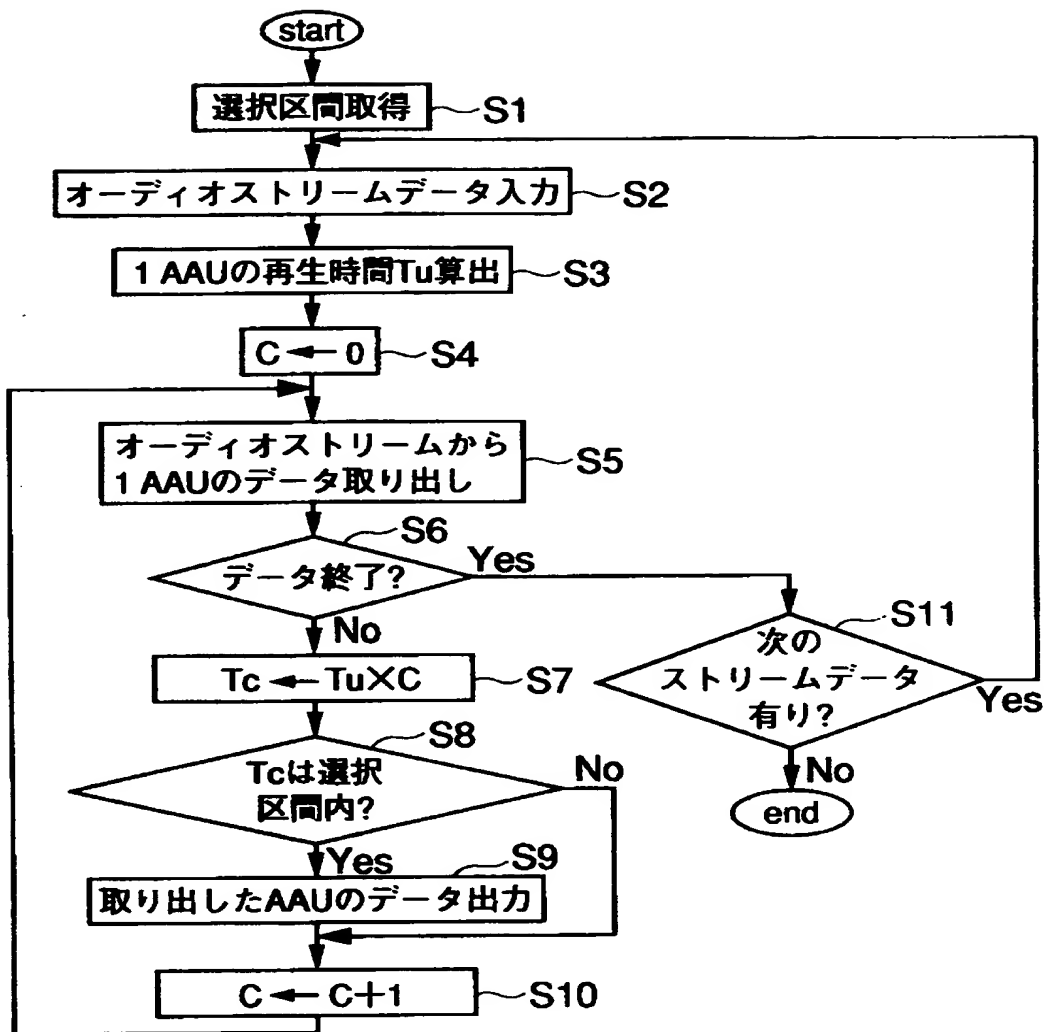 start
選択区間取得
S1
オーディオストリームデータ入力
S2
1 AAUの再生時間Tu算出
S3
C ← 0
S4
オーディオストリームから
1 AAUのデータ取り出し
S5
S6
データ終了?
Yes
No
S11
次の
ストリームデータ
有り?
Yes
No
end
Tc ← Tu×C
S7
S8
Tcは選択
区間内?
No
Yes
S9
取り出したAAUのデータ出力
C ← C+1
S10